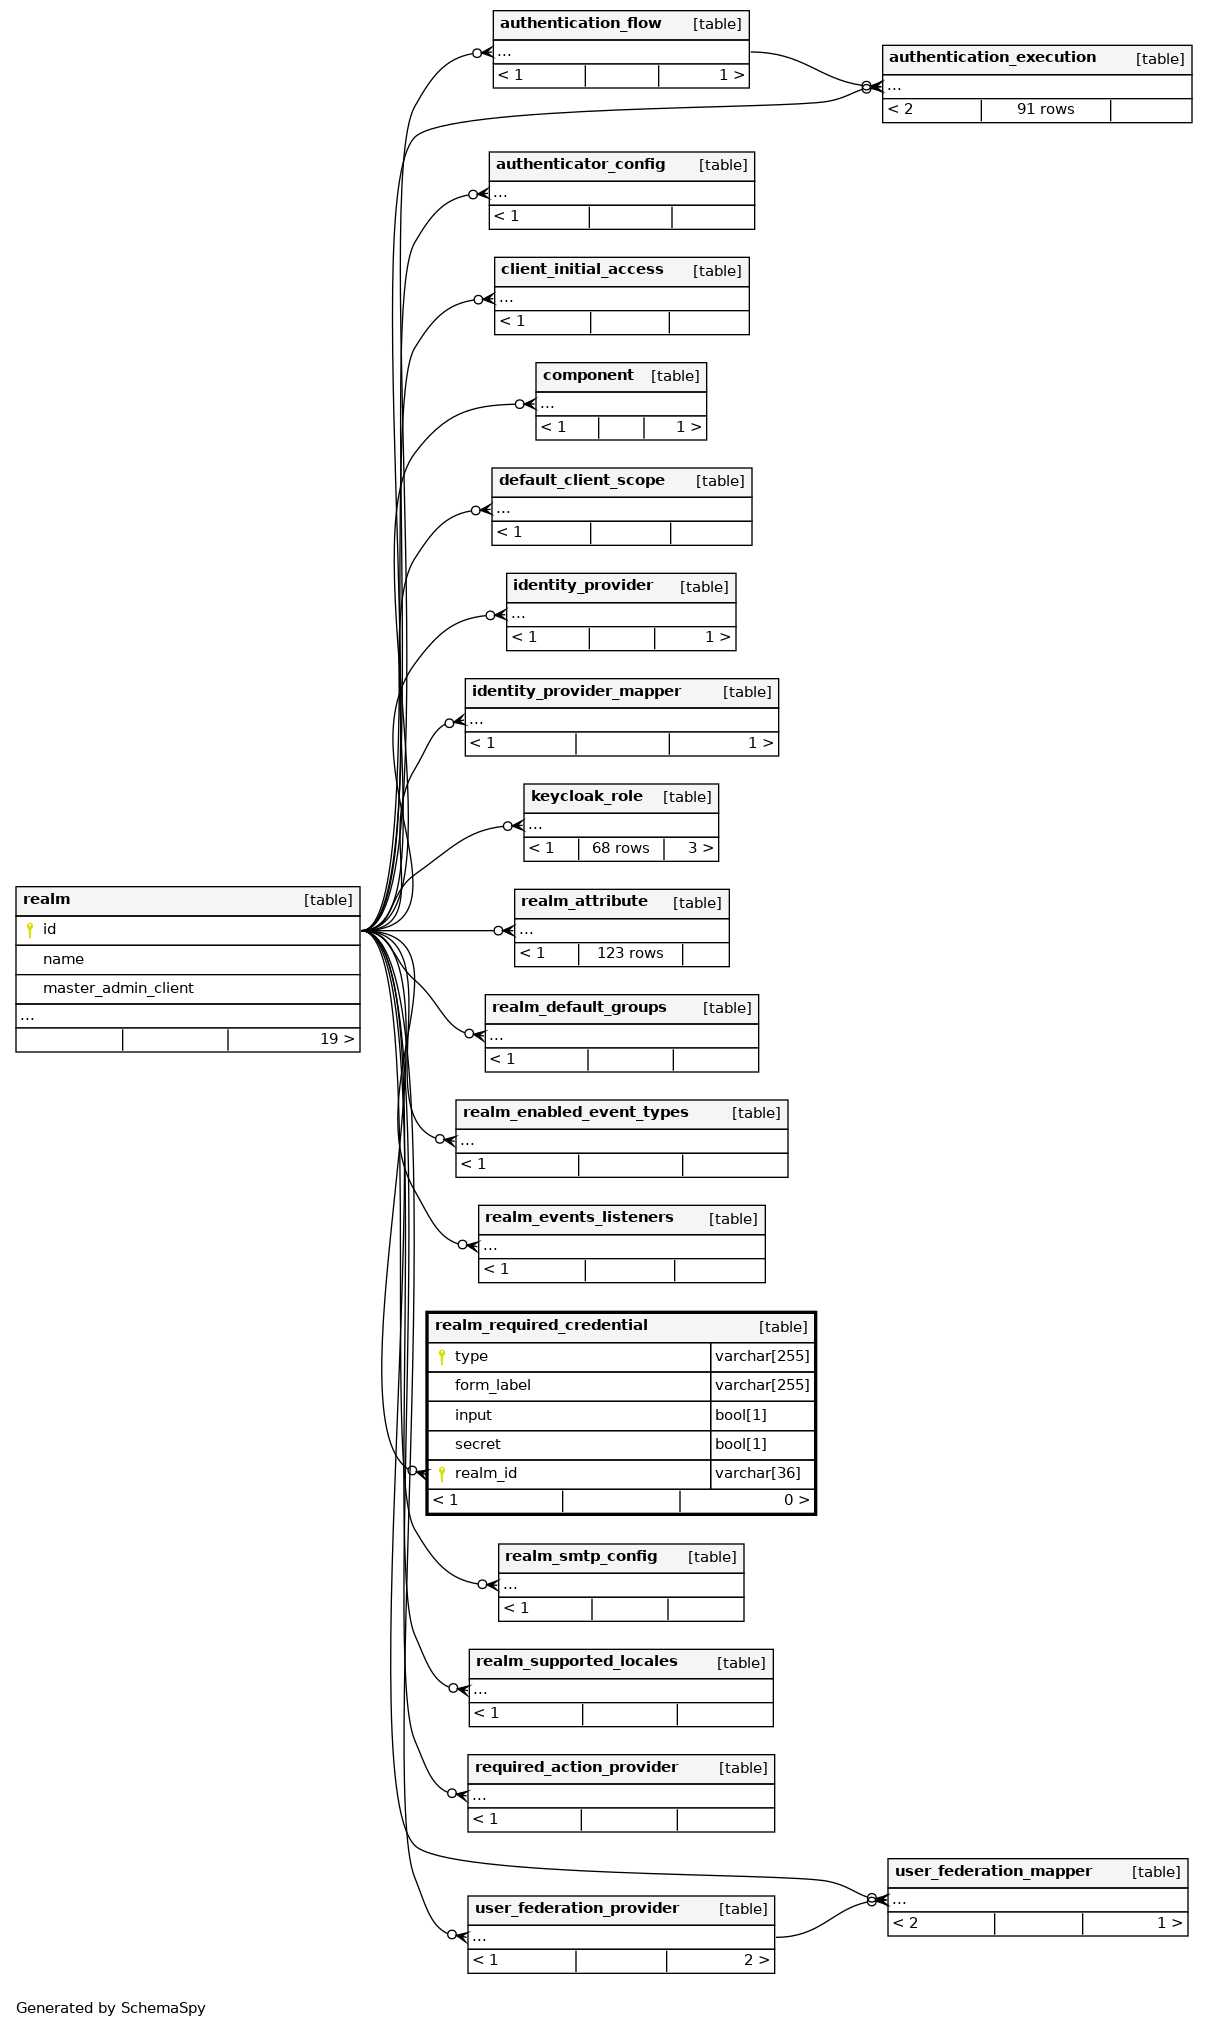 authentication_flow [table]
...
< 1 1 >
authentication_execution [table]
...
< 2 91 rows
authenticator_config [table]
...
< 1
client_initial_access [table]
...
< 1
component [table]
...
< 1 1 >
default_client_scope [table]
...
< 1
identity_provider [table]
...
< 1 1 >
identity_provider_mapper [table]
...
< 1 1 >
keycloak_role [table]
...
< 1 68 rows 3 >
realm [table]
id
name
master_admin_client
...
19 >
realm_attribute [table]
...
< 1 123 rows
realm_default_groups [table]
...
< 1
realm_enabled_event_types [table]
...
< 1
realm_events_listeners [table]
...
< 1
realm_required_credential [table]
type varchar[255]
form_label varchar[255]
input bool[1]
secret bool[1]
realm_id varchar[36]
< 1 0 >
realm_smtp_config [table]
...
< 1
realm_supported_locales [table]
...
< 1
required_action_provider [table]
...
< 1
user_federation_mapper [table]
...
< 2 1 >
user_federation_provider [table]
...
< 1 2 >
Generated by SchemaSpy